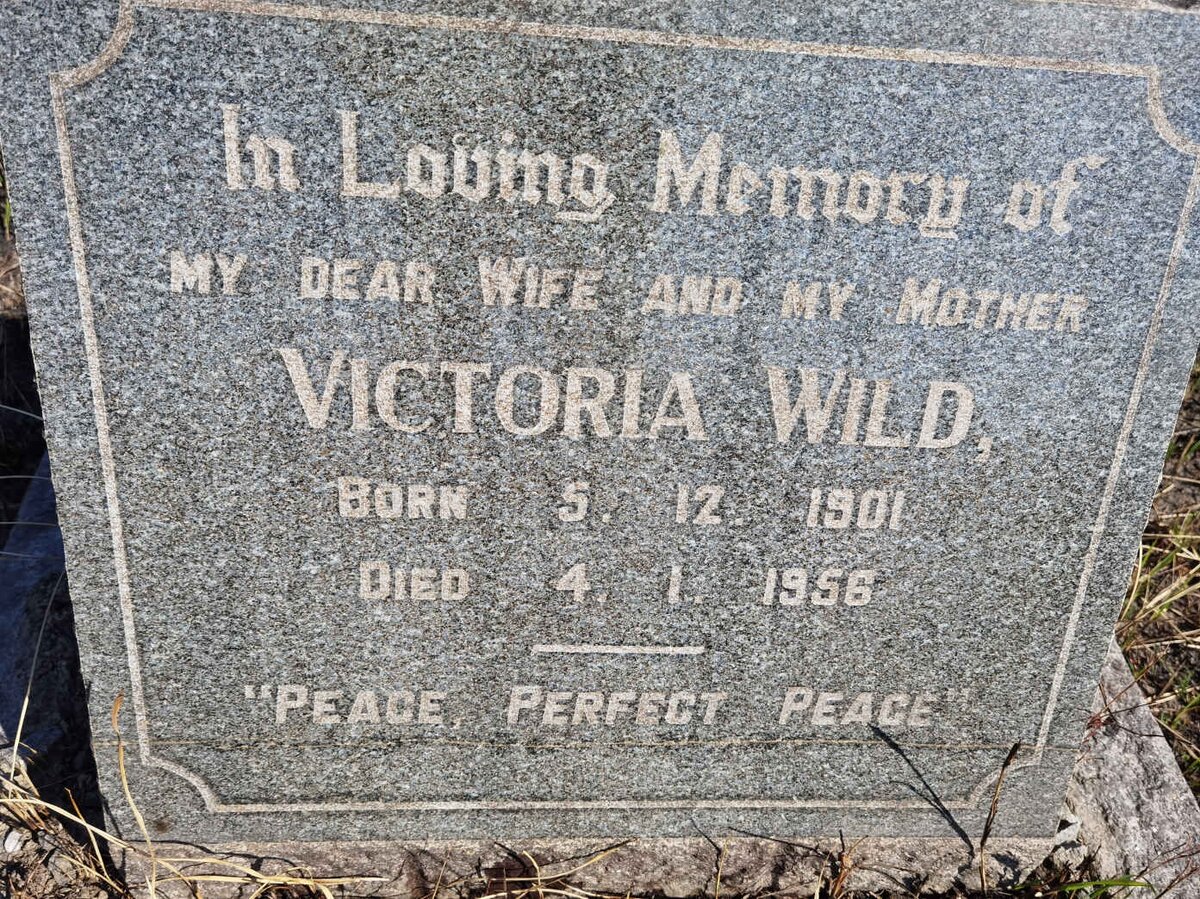 In Loving Memory of
MY DEAR WIFE AND MY MOTHER
VICTORIA WILD,
BORN 5. 12. 1901
DIED 4. 1. 1956
"PEACE, PERFECT PEACE"